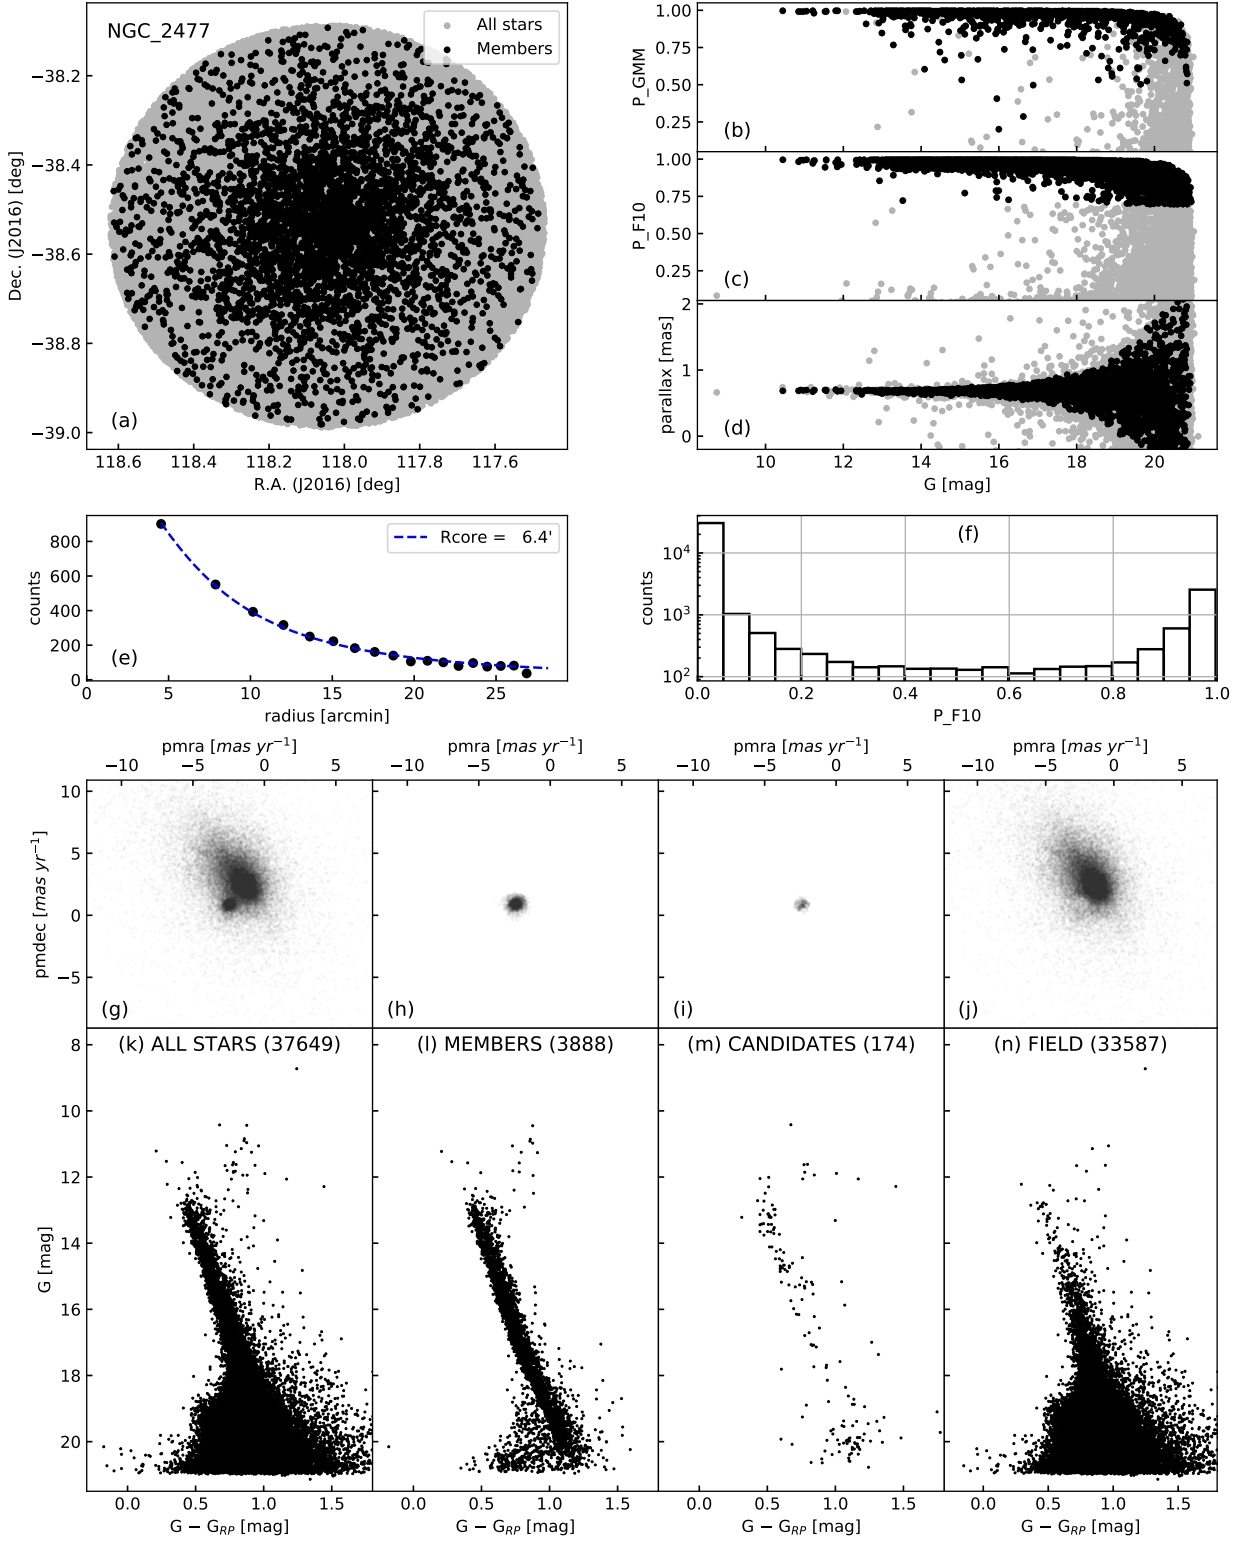 NGC_2477
All stars
Members
−38.2
−38.4
−38.6
−38.8
−39.0
Dec. (J2016) [deg]
(a)
118.6 118.4 118.2 118.0 117.8 117.6
R.A. (J2016) [deg]
1.00
0.75
0.50
0.25
P_GMM
(b)
1.00
0.75
0.50
0.25
P_F10
(c)
2
1
0
parallax [mas]
(d)
10 12 14 16 18 20
G [mag]
800
600
400
200
0
counts
Rcore = 6.4'
(e)
0 5 10 15 20 25
radius [arcmin]
10⁴
10³
10²
counts
(f)
0.0 0.2 0.4 0.6 0.8 1.0
P_F10
pmra [mas yr⁻¹] pmra [mas yr⁻¹] pmra [mas yr⁻¹] pmra [mas yr⁻¹]
−10 −5 0 5 −10 −5 0 5 −10 −5 0 5 −10 −5 0 5
10
5
0
−5
pmdec [mas yr⁻¹]
(g) (h) (i) (j)
(k) ALL STARS (37649) (l) MEMBERS (3888) (m) CANDIDATES (174) (n) FIELD (33587)
8
10
12
14
16
18
20
G [mag]
0.0 0.5 1.0 1.5 0.0 0.5 1.0 1.5 0.0 0.5 1.0 1.5 0.0 0.5 1.0 1.5
G − G_RP [mag] G − G_RP [mag] G − G_RP [mag] G − G_RP [mag]